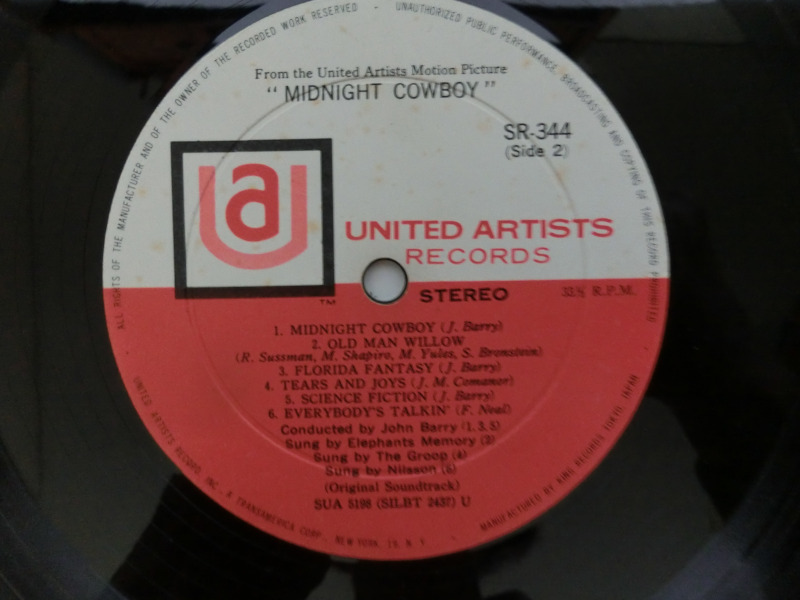 ALL RIGHTS OF THE MANUFACTURER AND OF THE OWNER OF THE RECORDED WORK RESERVED - UNAUTHORIZED PUBLIC PERFORMANCE, BROADCASTING AND COPYING OF THIS RECORD PROHIBITED
From the United Artists Motion Picture
"MIDNIGHT COWBOY"
SR-344
(Side 2)
ua
UNITED ARTISTS
RECORDS
TM
STEREO
33⅓ R.P.M.
1. MIDNIGHT COWBOY (J. Barry)
2. OLD MAN WILLOW
(R. Sussman, M. Shapiro, M. Yules, S. Bronstein)
3. FLORIDA FANTASY (J. Barry)
4. TEARS AND JOYS (J. M. Comanor)
5. SCIENCE FICTION (J. Barry)
6. EVERYBODY'S TALKIN' (F. Neal)
Conducted by John Barry (1.3.5)
Sung by Elephants Memory (2)
Sung by The Groop (4)
Sung by Nilsson (6)
(Original Soundtrack)
SUA 5198 (SILBT 2437) U
UNITED ARTISTS RECORD INC. A TRANSAMERICA CORP. NEW YORK, 19, N.Y. - MANUFACTURED BY KING RECORDS TOKYO, JAPAN